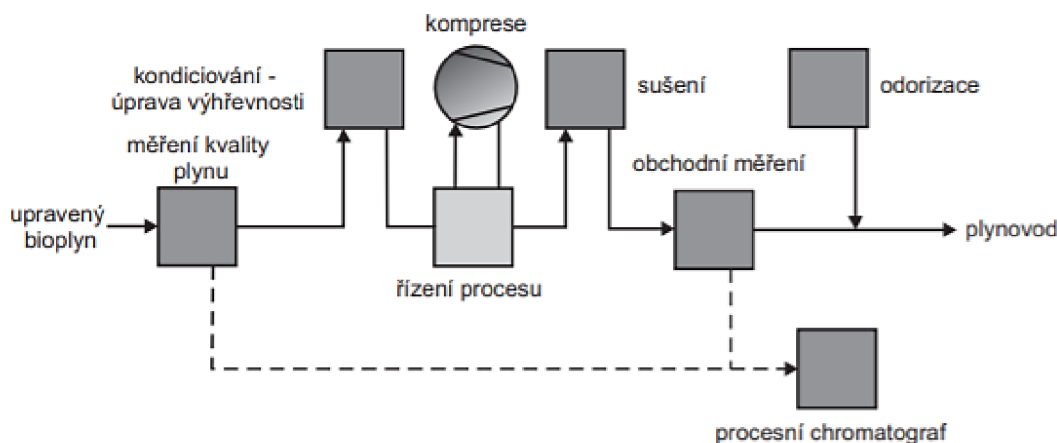 komprese
kondiciování -
úprava výhřevnosti
sušení
odorizace
měření kvality
plynu
obchodní měření
upravený
bioplyn
plynovod
řízení procesu
procesní chromatograf